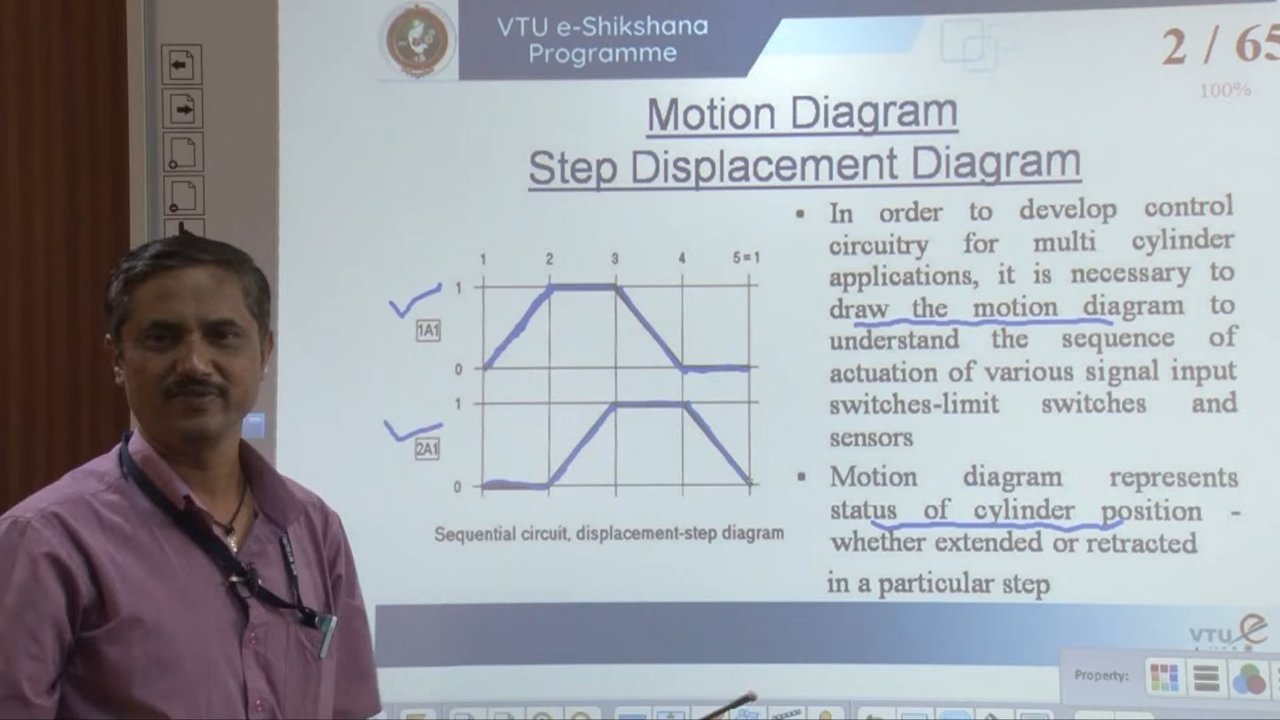 VTU e-Shikshana
Programme
2 / 65
100%
Motion Diagram
Step Displacement Diagram
1 2 3 4 5=1
1
1A1
0
1
2A1
0
Sequential circuit, displacement-step diagram
▪ In order to develop control
circuitry for multi cylinder
applications, it is necessary to
draw the motion diagram to
understand the sequence of
actuation of various signal input
switches-limit switches and
sensors
▪ Motion diagram represents
status of cylinder position -
whether extended or retracted
in a particular step
VTU e
Property: